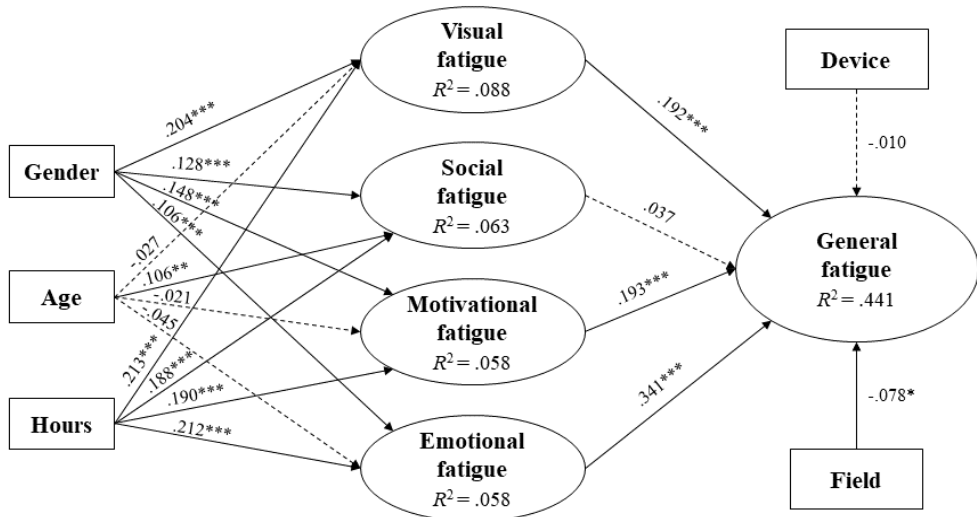 Visual
fatigue
R² = .088
Device
.204***
.192***
-.010
Gender
.128***
Social
fatigue
R² = .063
.148***
.106***
.037
General
fatigue
R² = .441
-.027
.106**
Age
-.021
-.045
Motivational
fatigue
R² = .058
.193***
.213***
.188***
.190***
.341***
-.078*
Hours
.212***
Emotional
fatigue
R² = .058
Field